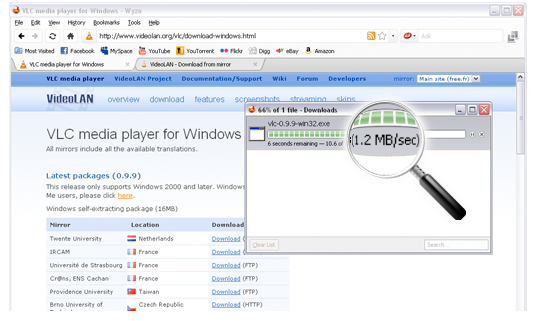 VLC media player for Windows - Wyzo
File Edit View History Bookmarks Tools Help
http://www.videolan.org/vlc/download-windows.html
Ask
Most Visited Facebook MySpace YouTube YouTorrent Flickr Digg eBay Amazon
VLC media player for Windows
VideoLAN - Download from mirror
VLC media player VideoLAN Project Documentation/Support Wiki Forum Developers mirror: Main site (free.fr)
VideoLAN overview download features screenshots streaming skins
66% of 1 file - Downloads
vlc-0.9.9-win32.exe
6 seconds remaining — 10.6 of
(1.2 MB/sec)
Clear List
Search...
VLC media player for Windows
All mirrors include all the available translations.
Latest packages (0.9.9)
This release only supports Windows 2000 and later. Windows
Me users, please click here.
Windows self-extracting package (16MB)
Mirror Location Download
Twente University Netherlands Download
IRCAM France Download
Université de Strasbourg France Download (FTP)
Cr@ns, ENS Cachan France Download (FTP)
Providence University Taiwan Download (FTP)
Brno University of Czech Republic Download (HTTP)